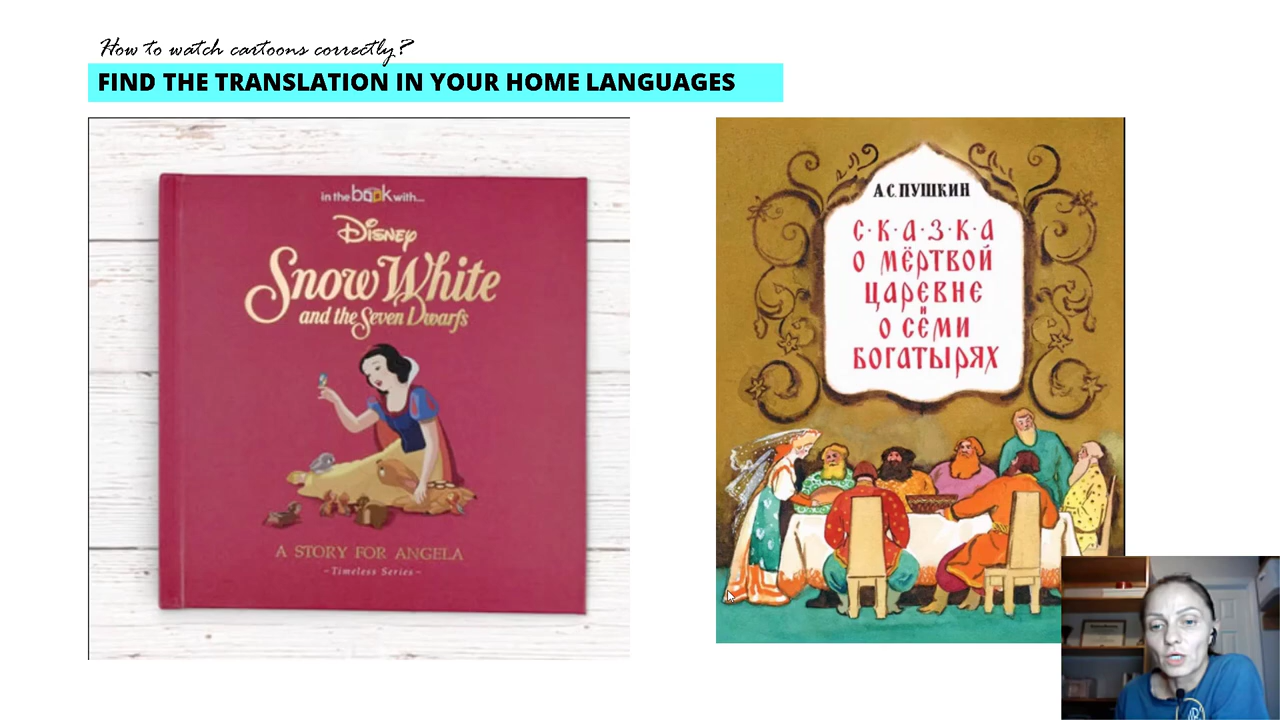 How to watch cartoons correctly?
FIND THE TRANSLATION IN YOUR HOME LANGUAGES
in the book with...
Disney
Snow White
and the Seven Dwarfs
A STORY FOR ANGELA
~Timeless Series~
А.С.ПУШКИН
С·К·А·З·К·А
О МЁРТВОЙ
ЦАРЕВНЕ
И
О СЕМИ
БОГАТЫРЯХ